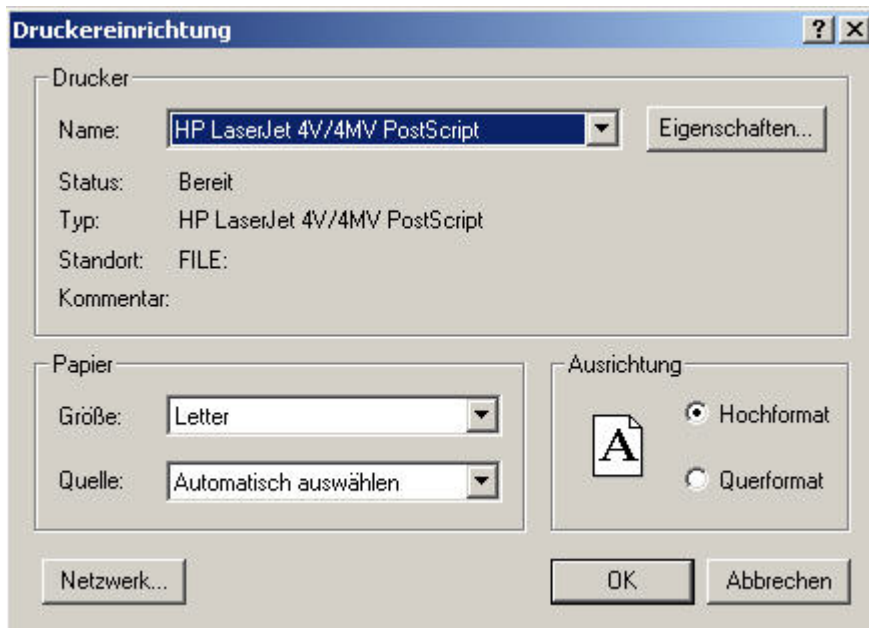 Druckereinrichtung
Drucker
Name: HP LaserJet 4V/4MV PostScript Eigenschaften...
Status: Bereit
Typ: HP LaserJet 4V/4MV PostScript
Standort: FILE:
Kommentar:
Papier
Größe: Letter
Quelle: Automatisch auswählen
Ausrichtung
A
Hochformat
Querformat
Netzwerk... OK Abbrechen